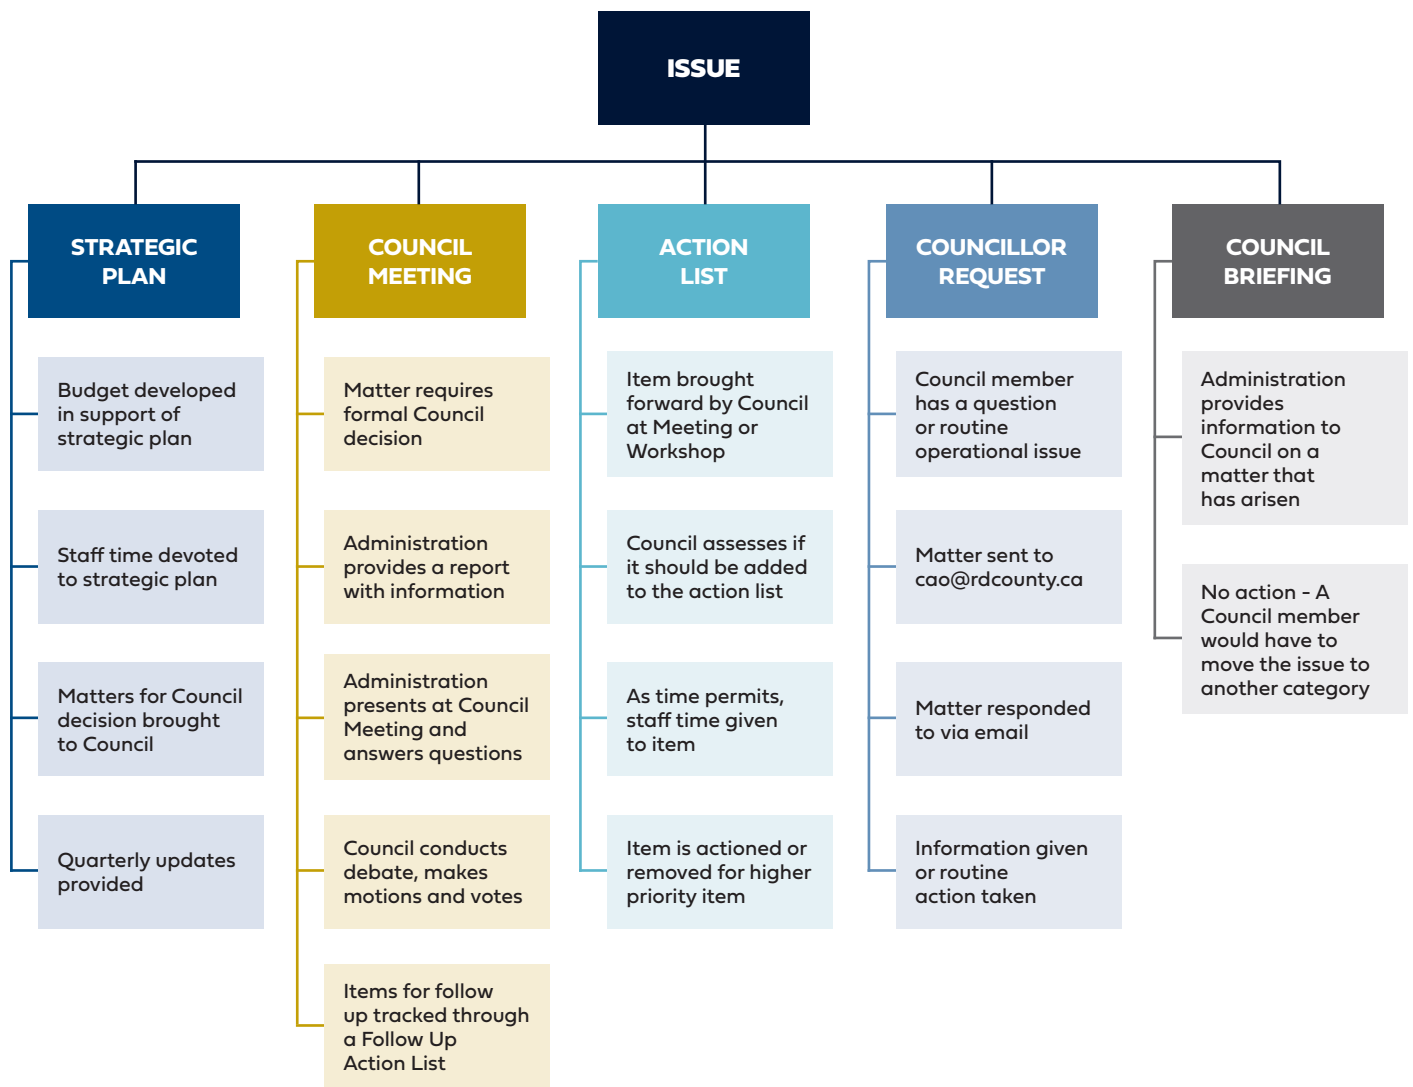 ISSUE
STRATEGIC
PLAN
Budget developed
in support of
strategic plan
Staff time devoted
to strategic plan
Matters for Council
decision brought
to Council
Quarterly updates
provided
COUNCIL
MEETING
Matter requires
formal Council
decision
Administration
provides a report
with information
Administration
presents at Council
Meeting and
answers questions
Council conducts
debate, makes
motions and votes
Items for follow
up tracked through
a Follow Up
Action List
ACTION
LIST
Item brought
forward by Council
at Meeting or
Workshop
Council assesses if
it should be added
to the action list
As time permits,
staff time given
to item
Item is actioned or
removed for higher
priority item
COUNCILLOR
REQUEST
Council member
has a question
or routine
operational issue
Matter sent to
cao@rdcounty.ca
Matter responded
to via email
Information given
or routine
action taken
COUNCIL
BRIEFING
Administration
provides
information to
Council on a
matter that
has arisen
No action - A
Council member
would have to
move the issue to
another category